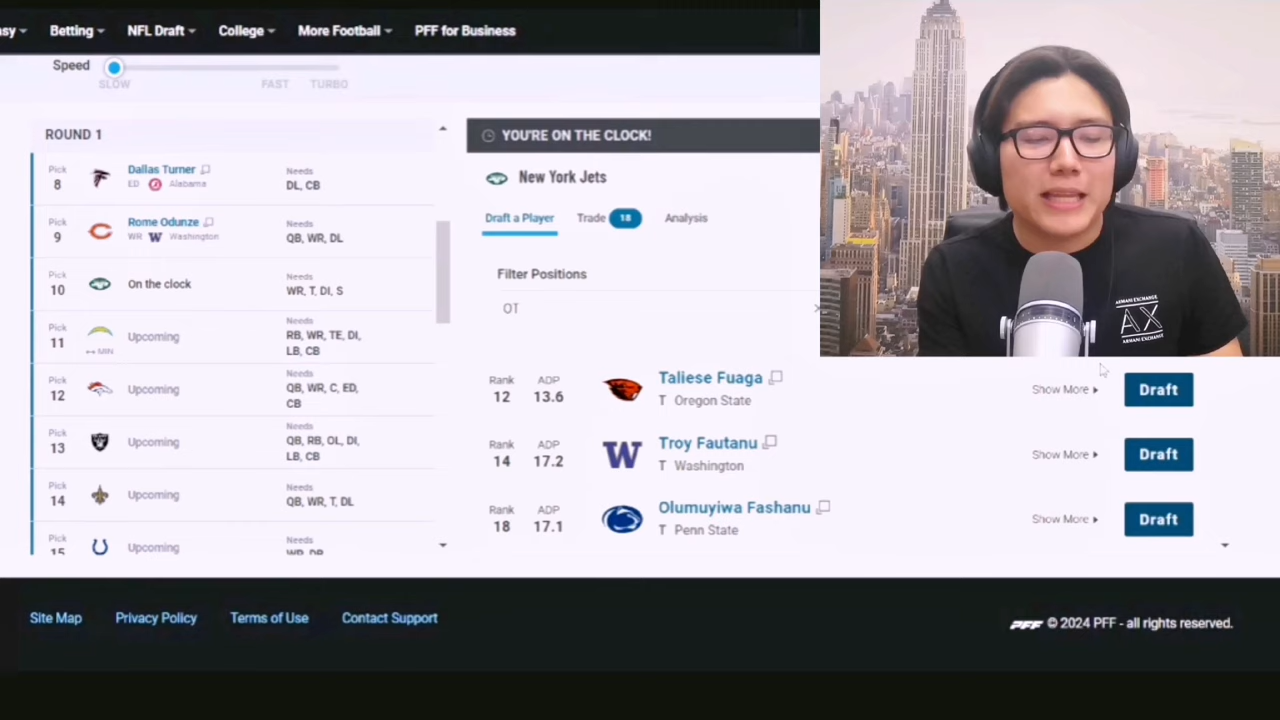 Betting
NFL Draft
College
More Football
PFF for Business
Speed
SLOW
FAST
TURBO
ROUND 1
Pick
8
Dallas Turner
ED
Alabama
Needs
DL, CB
Pick
9
Rome Odunze
WR
Washington
Needs
QB, WR, DL
Pick
10
On the clock
Needs
WR, T, DI, S
Pick
11
MIN
Upcoming
Needs
RB, WR, TE, DI,
LB, CB
Pick
12
Upcoming
Needs
QB, WR, C, ED,
CB
Pick
13
Upcoming
Needs
QB, RB, OL, DI,
LB, CB
Pick
14
Upcoming
Needs
QB, WR, T, DL
Pick
15
Upcoming
Needs
WR, DB
YOU'RE ON THE CLOCK!
New York Jets
Draft a Player
Trade 18
Analysis
Filter Positions
OT
Rank
12
ADP
13.6
Taliese Fuaga
T Oregon State
Show More
Draft
Rank
14
ADP
17.2
Troy Fautanu
T Washington
Show More
Draft
Rank
18
ADP
17.1
Olumuyiwa Fashanu
T Penn State
Show More
Draft
A|X
ARMANI EXCHANGE
Site Map
Privacy Policy
Terms of Use
Contact Support
PFF © 2024 PFF - all rights reserved.